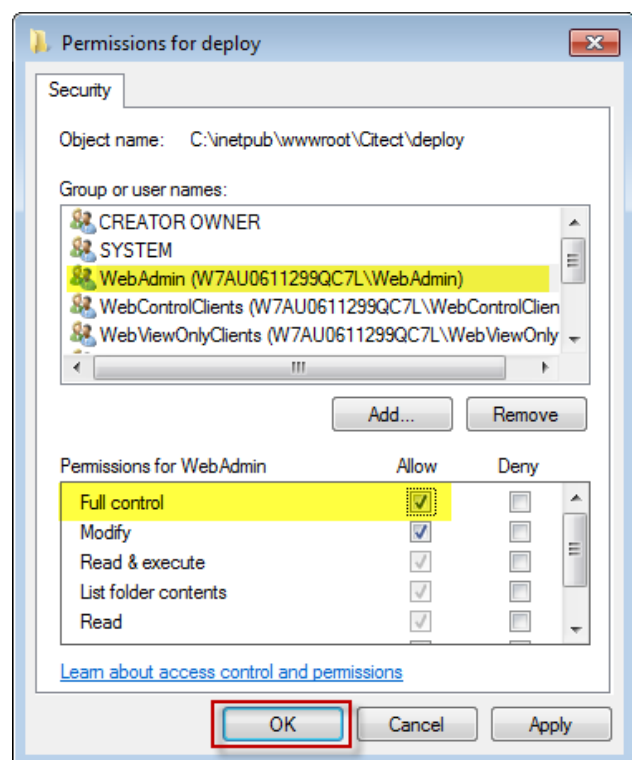 Permissions for deploy
Security
Object name: C:\inetpub\wwwroot\Citect\deploy
Group or user names:
CREATOR OWNER
SYSTEM
WebAdmin (W7AU0611299QC7L\WebAdmin)
WebControlClients (W7AU0611299QC7L\WebControlClien
WebViewOnlyClients (W7AU0611299QC7L\WebViewOnly
Add... Remove
Permissions for WebAdmin Allow Deny
Full control
Modify
Read & execute
List folder contents
Read
Learn about access control and permissions
OK Cancel Apply